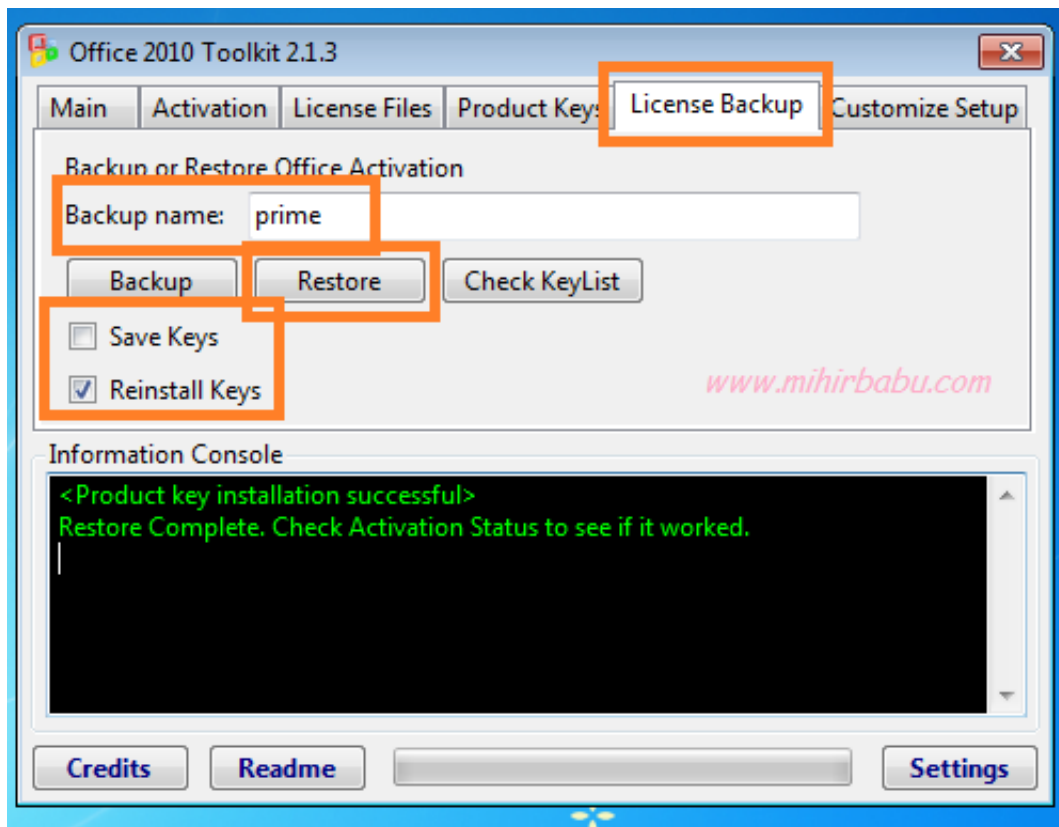 Office 2010 Toolkit 2.1.3
Main Activation License Files Product Keys License Backup Customize Setup
Backup or Restore Office Activation
Backup name: prime
Backup Restore Check KeyList
Save Keys
Reinstall Keys
www.mihirbabu.com
Information Console
<Product key installation successful>
Restore Complete. Check Activation Status to see if it worked.
Credits Readme Settings